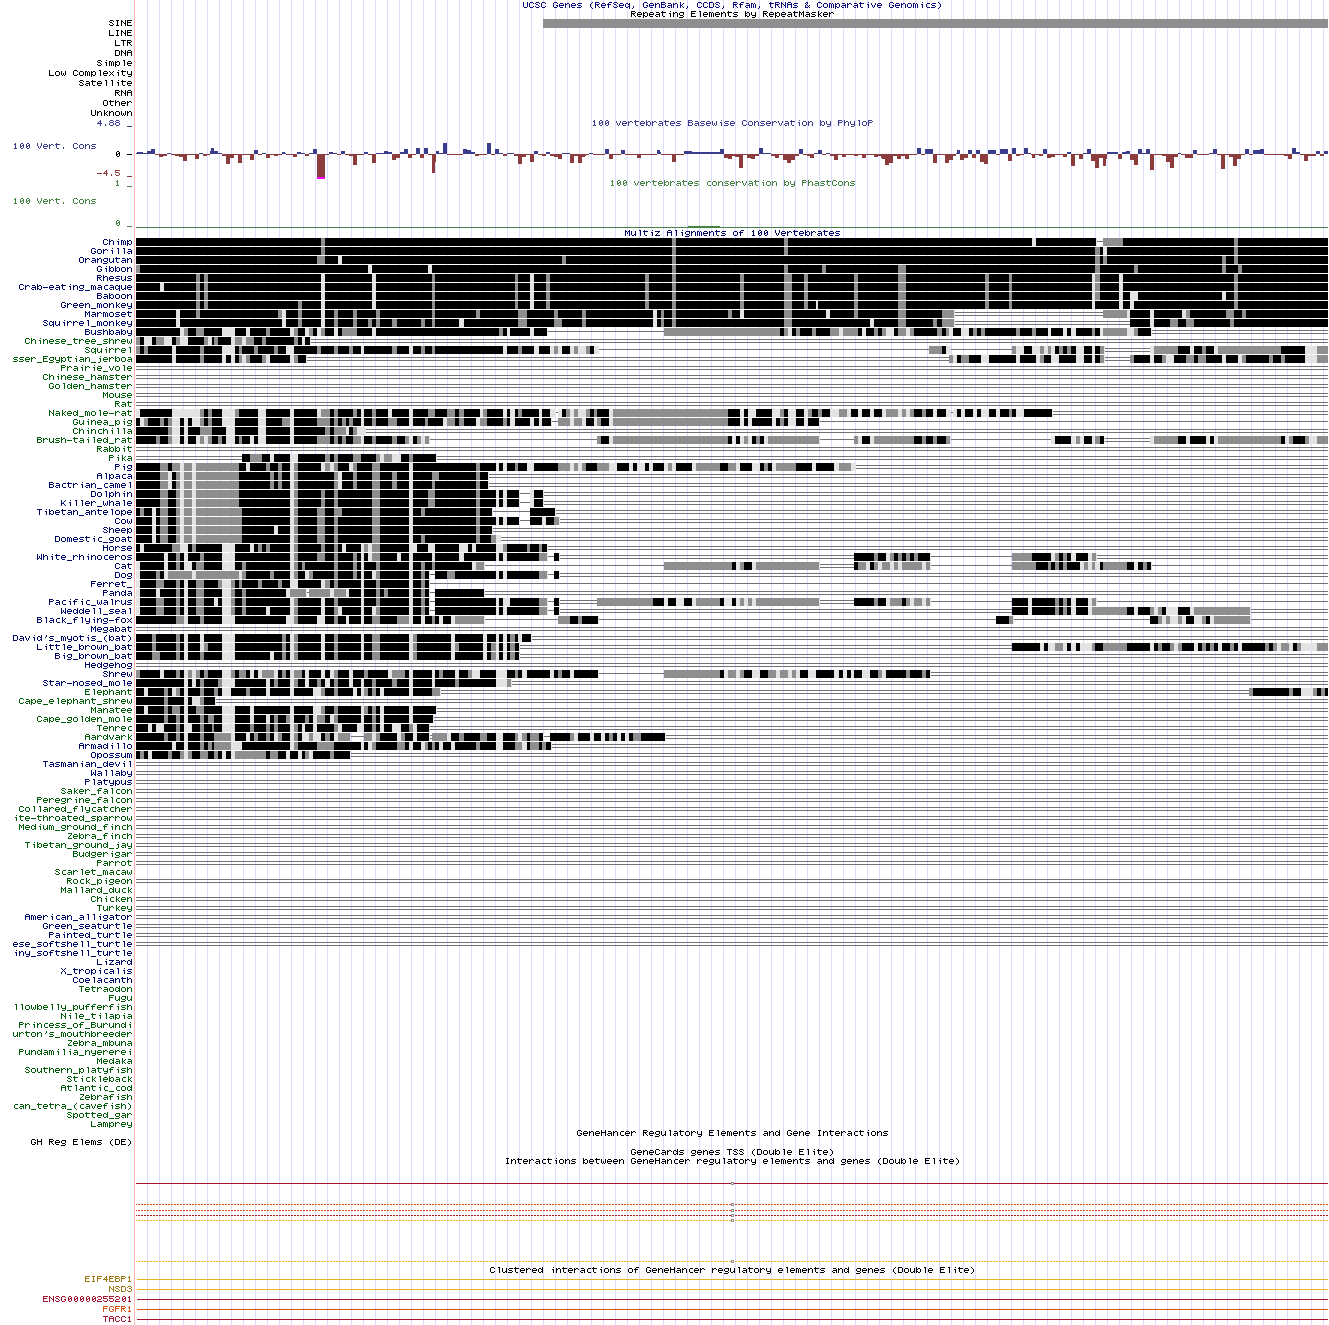 UCSC Genes (RefSeq, GenBank, CCDS, Rfam, tRNAs & Comparative Genomics)
Repeating Elements by RepeatMasker
SINE
LINE
LTR
DNA
Simple
Low Complexity
Satellite
RNA
Other
Unknown
4.88 _
100 vertebrates Basewise Conservation by PhyloP
100 Vert. Cons
0 _
-4.5 _
1 _
100 vertebrates conservation by PhastCons
100 Vert. Cons
0 _
Multiz Alignments of 100 Vertebrates
Chimp
Gorilla
Orangutan
Gibbon
Rhesus
Crab-eating_macaque
Baboon
Green_monkey
Marmoset
Squirrel_monkey
Bushbaby
Chinese_tree_shrew
Squirrel
sser_Egyptian_jerboa
Prairie_vole
Chinese_hamster
Golden_hamster
Mouse
Rat
Naked_mole-rat
Guinea_pig
Chinchilla
Brush-tailed_rat
Rabbit
Pika
Pig
Alpaca
Bactrian_camel
Dolphin
Killer_whale
Tibetan_antelope
Cow
Sheep
Domestic_goat
Horse
White_rhinoceros
Cat
Dog
Ferret_
Panda
Pacific_walrus
Weddell_seal
Black_flying-fox
Megabat
David's_myotis_(bat)
Little_brown_bat
Big_brown_bat
Hedgehog
Shrew
Star-nosed_mole
Elephant
Cape_elephant_shrew
Manatee
Cape_golden_mole
Tenrec
Aardvark
Armadillo
Opossum
Tasmanian_devil
Wallaby
Platypus
Saker_falcon
Peregrine_falcon
Collared_flycatcher
ite-throated_sparrow
Medium_ground_finch
Zebra_finch
Tibetan_ground_jay
Budgerigar
Parrot
Scarlet_macaw
Rock_pigeon
Mallard_duck
Chicken
Turkey
American_alligator
Green_seaturtle
Painted_turtle
ese_softshell_turtle
iny_softshell_turtle
Lizard
X_tropicalis
Coelacanth
Tetraodon
Fugu
llowbelly_pufferfish
Nile_tilapia
Princess_of_Burundi
urton's_mouthbreeder
Zebra_mbuna
Pundamilia_nyererei
Medaka
Southern_platyfish
Stickleback
Atlantic_cod
Zebrafish
can_tetra_(cavefish)
Spotted_gar
Lamprey
GeneHancer Regulatory Elements and Gene Interactions
GH Reg Elems (DE)
GeneCards genes TSS (Double Elite)
Interactions between GeneHancer regulatory elements and genes (Double Elite)
Clustered interactions of GeneHancer regulatory elements and genes (Double Elite)
EIF4EBP1
NSD3
ENSG00000255201
FGFR1
TACC1